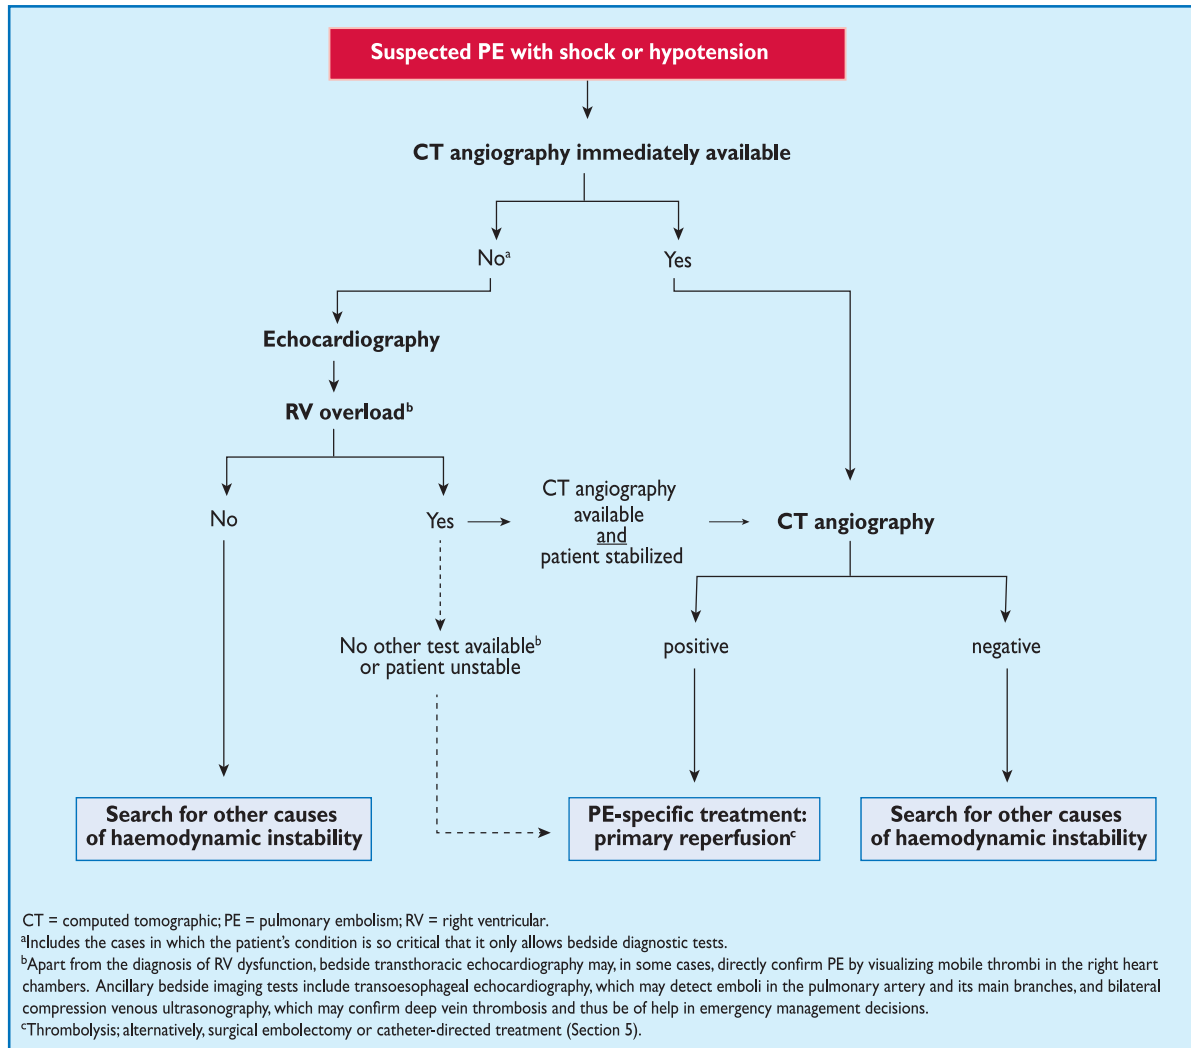 Suspected PE with shock or hypotension
CT angiography immediately available
Noᵃ
Yes
Echocardiography
RV overloadᵇ
No
Yes
CT angiography
available
and
patient stabilized
CT angiography
No other test availableᵇ
or patient unstable
positive
negative
Search for other causes
of haemodynamic instability
PE-specific treatment:
primary reperfusionᶜ
Search for other causes
of haemodynamic instability
CT = computed tomographic; PE = pulmonary embolism; RV = right ventricular.
ᵃIncludes the cases in which the patient's condition is so critical that it only allows bedside diagnostic tests.
ᵇApart from the diagnosis of RV dysfunction, bedside transthoracic echocardiography may, in some cases, directly confirm PE by visualizing mobile thrombi in the right heart
chambers. Ancillary bedside imaging tests include transoesophageal echocardiography, which may detect emboli in the pulmonary artery and its main branches, and bilateral
compression venous ultrasonography, which may confirm deep vein thrombosis and thus be of help in emergency management decisions.
ᶜThrombolysis; alternatively, surgical embolectomy or catheter-directed treatment (Section 5).